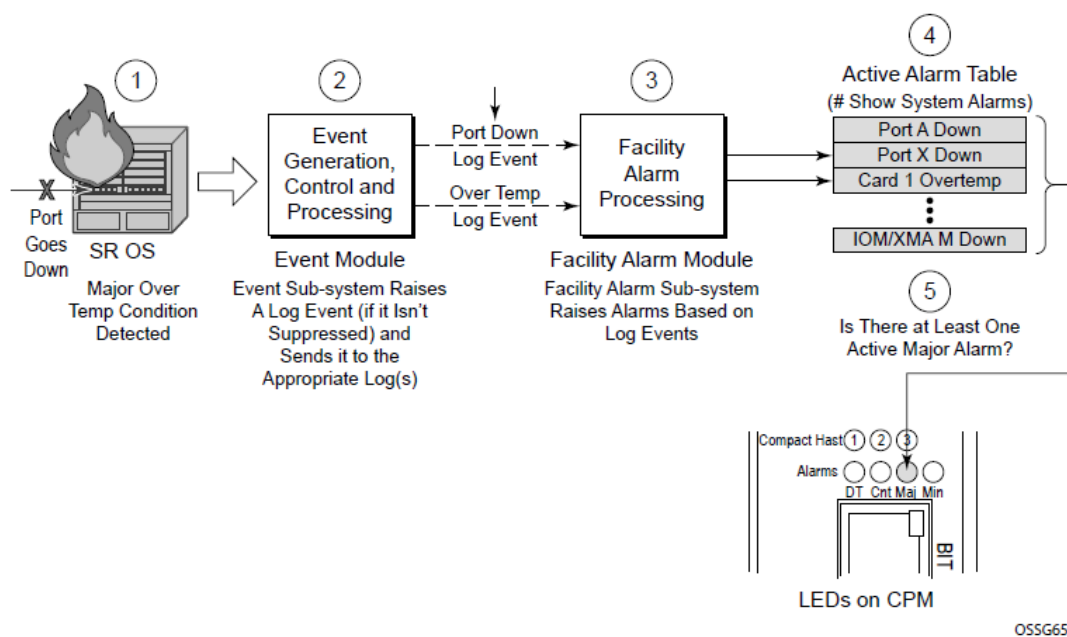 1
Port
Goes
Down
SR OS
Major Over
Temp Condition
Detected
2
Event
Generation,
Control and
Processing
Event Module
Event Sub-system Raises
A Log Event (if it Isn't
Suppressed) and
Sends it to the
Appropriate Log(s)
Port Down
Log Event
Over Temp
Log Event
3
Facility
Alarm
Processing
Facility Alarm Module
Facility Alarm Sub-system
Raises Alarms Based on
Log Events
4
Active Alarm Table
(# Show System Alarms)
Port A Down
Port X Down
Card 1 Overtemp
IOM/XMA M Down
5
Is There at Least One
Active Major Alarm?
Compact Hast 1 2 3
Alarms
DT Cnt Maj Min
BIT
LEDs on CPM
OSSG65